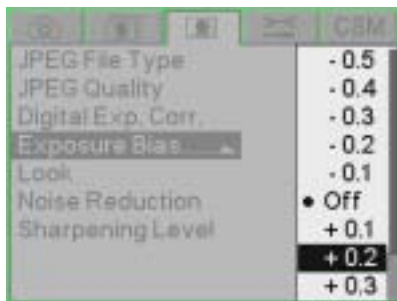 CSM
JPEG File Type
JPEG Quality
Digital Exp. Corr.
Exposure Bias
Look
Noise Reduction
Sharpening Level
- 0.5
- 0.4
- 0.3
- 0.2
- 0.1
• Off
+ 0.1
+ 0.2
+ 0.3